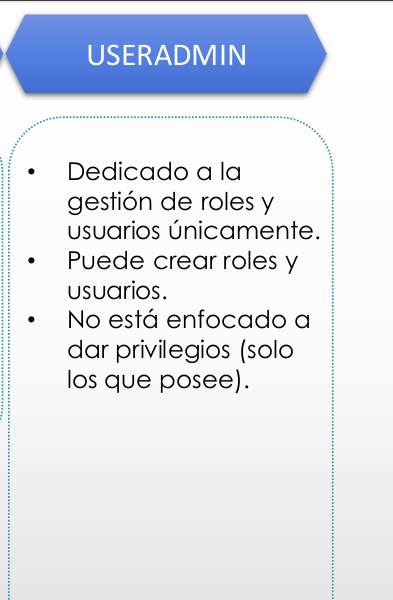 USERADMIN
• Dedicado a la
gestión de roles y
usuarios únicamente.
• Puede crear roles y
usuarios.
• No está enfocado a
dar privilegios (solo
los que posee).